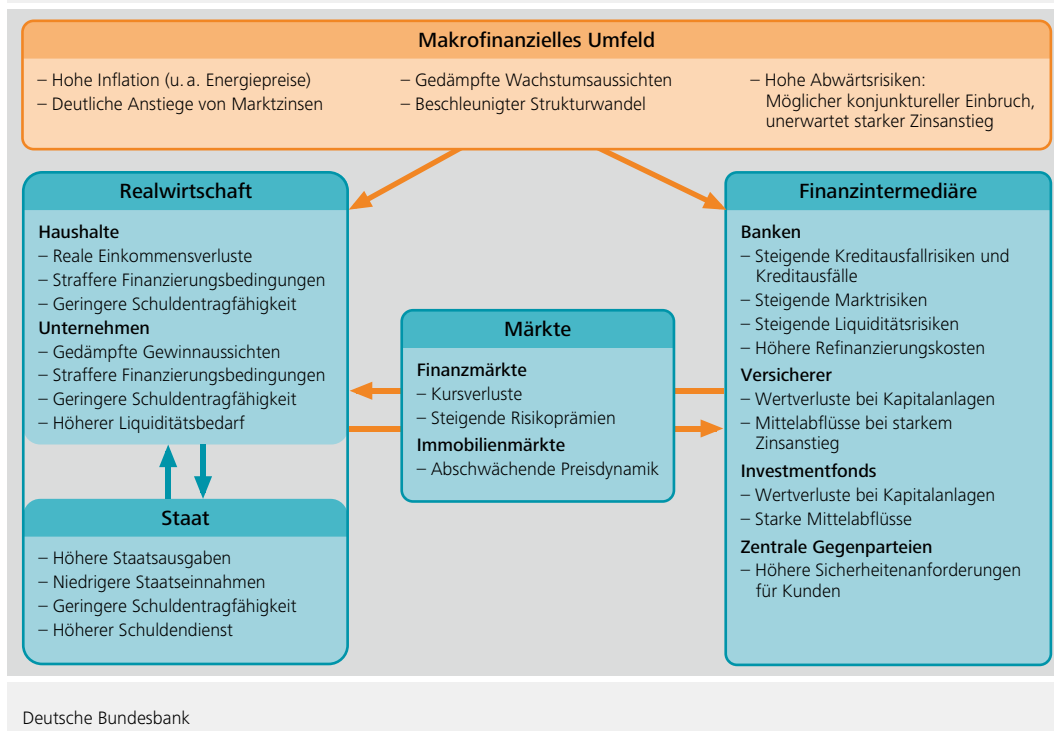 Makrofinanzielles Umfeld
– Hohe Inflation (u. a. Energiepreise)
– Deutliche Anstiege von Marktzinsen
– Gedämpfte Wachstumsaussichten
– Beschleunigter Strukturwandel
– Hohe Abwärtsrisiken:
Möglicher konjunktureller Einbruch,
unerwartet starker Zinsanstieg
Realwirtschaft
Haushalte
– Reale Einkommensverluste
– Straffere Finanzierungsbedingungen
– Geringere Schuldentragfähigkeit
Unternehmen
– Gedämpfte Gewinnaussichten
– Straffere Finanzierungsbedingungen
– Geringere Schuldentragfähigkeit
– Höherer Liquiditätsbedarf
Staat
– Höhere Staatsausgaben
– Niedrigere Staatseinnahmen
– Geringere Schuldentragfähigkeit
– Höherer Schuldendienst
Märkte
Finanzmärkte
– Kursverluste
– Steigende Risikoprämien
Immobilienmärkte
– Abschwächende Preisdynamik
Finanzintermediäre
Banken
– Steigende Kreditausfallrisiken und
Kreditausfälle
– Steigende Marktrisiken
– Steigende Liquiditätsrisiken
– Höhere Refinanzierungskosten
Versicherer
– Wertverluste bei Kapitalanlagen
– Mittelabflüsse bei starkem
Zinsanstieg
Investmentfonds
– Wertverluste bei Kapitalanlagen
– Starke Mittelabflüsse
Zentrale Gegenparteien
– Höhere Sicherheitenanforderungen
für Kunden
Deutsche Bundesbank